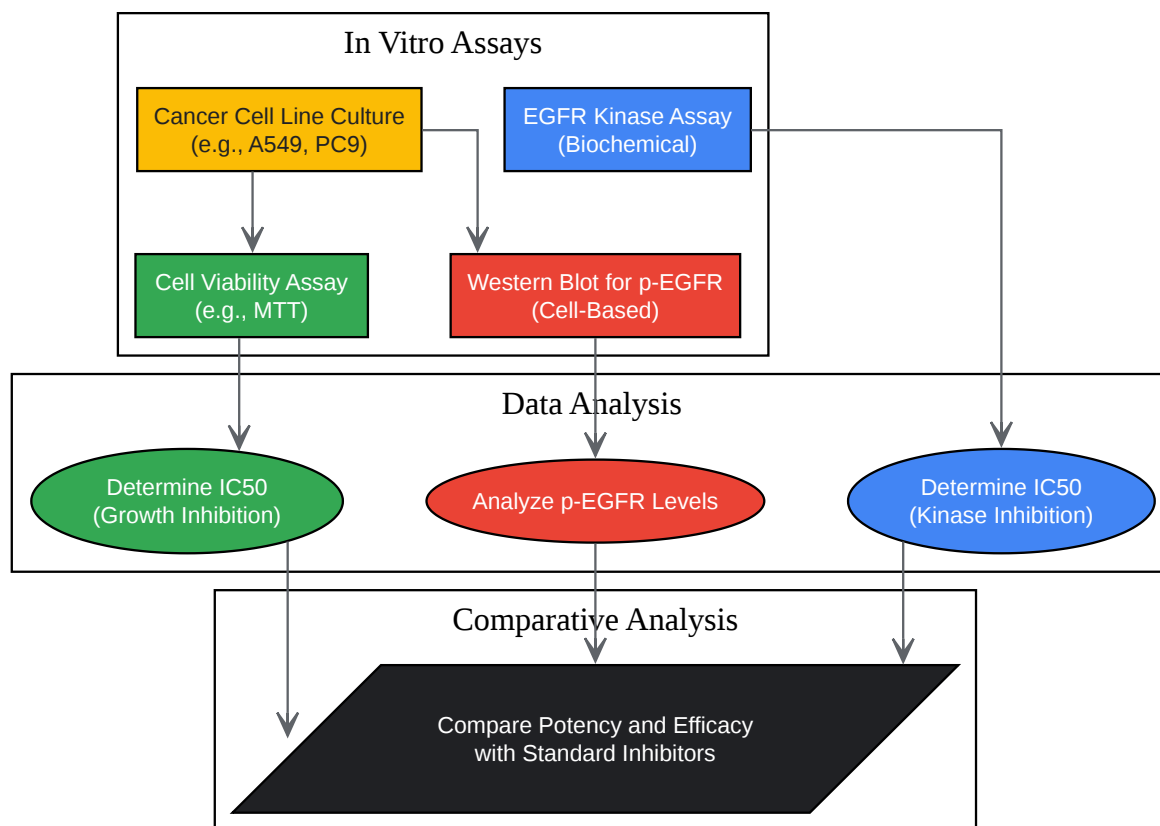 In Vitro Assays
Cancer Cell Line Culture
(e.g., A549, PC9)
EGFR Kinase Assay
(Biochemical)
Cell Viability Assay
(e.g., MTT)
Western Blot for p-EGFR
(Cell-Based)
Data Analysis
Determine IC50
(Growth Inhibition)
Analyze p-EGFR Levels
Determine IC50
(Kinase Inhibition)
Comparative Analysis
Compare Potency and Efficacy
with Standard Inhibitors